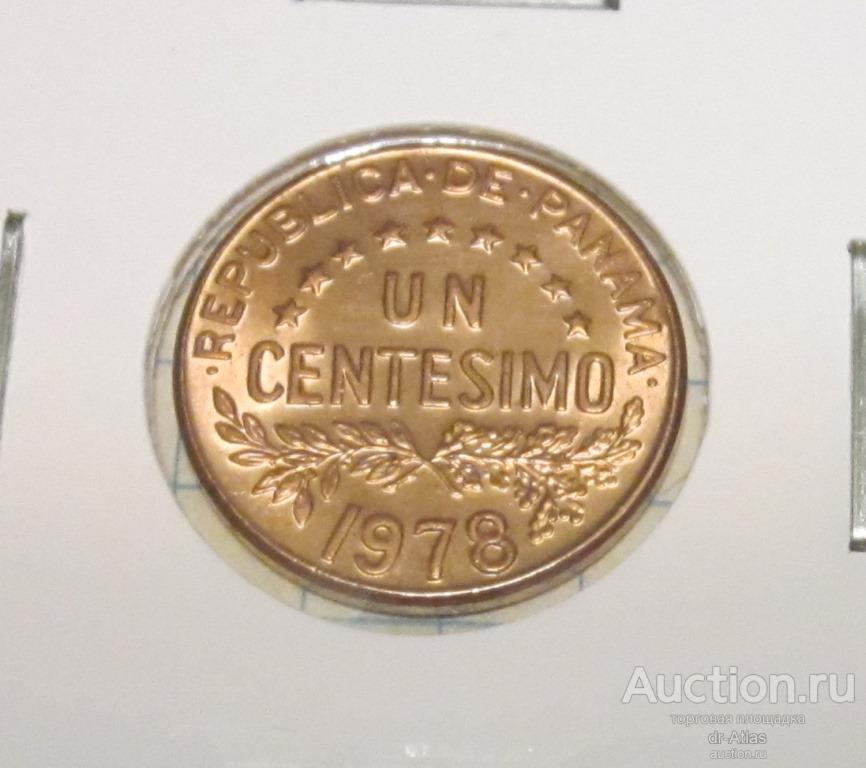 ·REPUBLICA·DE·PANAMA·
UN
CENTESIMO
1978
Auction.ru
торговая площадка
dr-Atlas
auction.ru